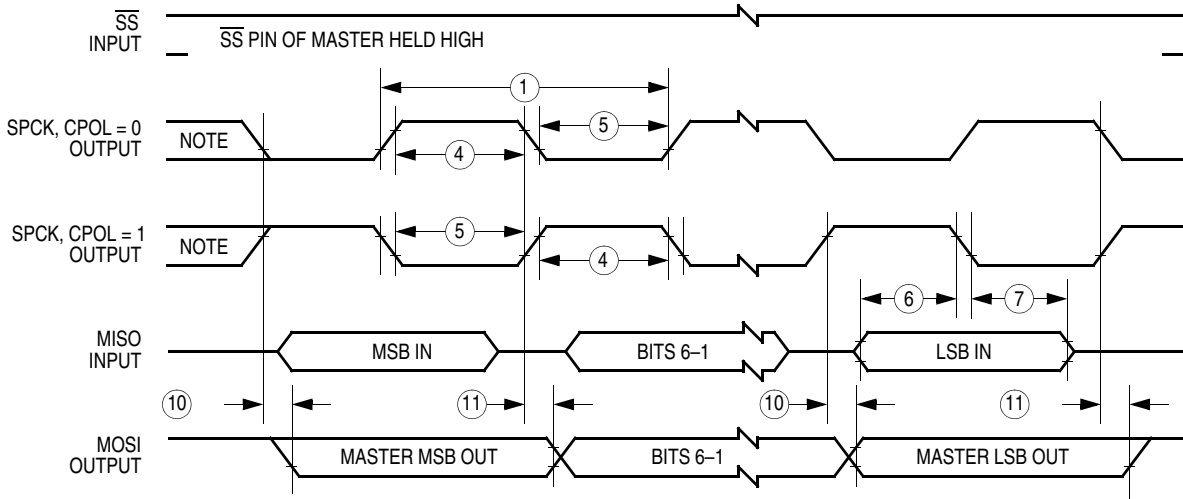 SS
INPUT
SS PIN OF MASTER HELD HIGH
1
SPCK, CPOL = 0
OUTPUT
NOTE
5
4
SPCK, CPOL = 1
OUTPUT
NOTE
5
4
6
7
MISO
INPUT
MSB IN
BITS 6–1
LSB IN
10
11
10
11
MOSI
OUTPUT
MASTER MSB OUT
BITS 6–1
MASTER LSB OUT